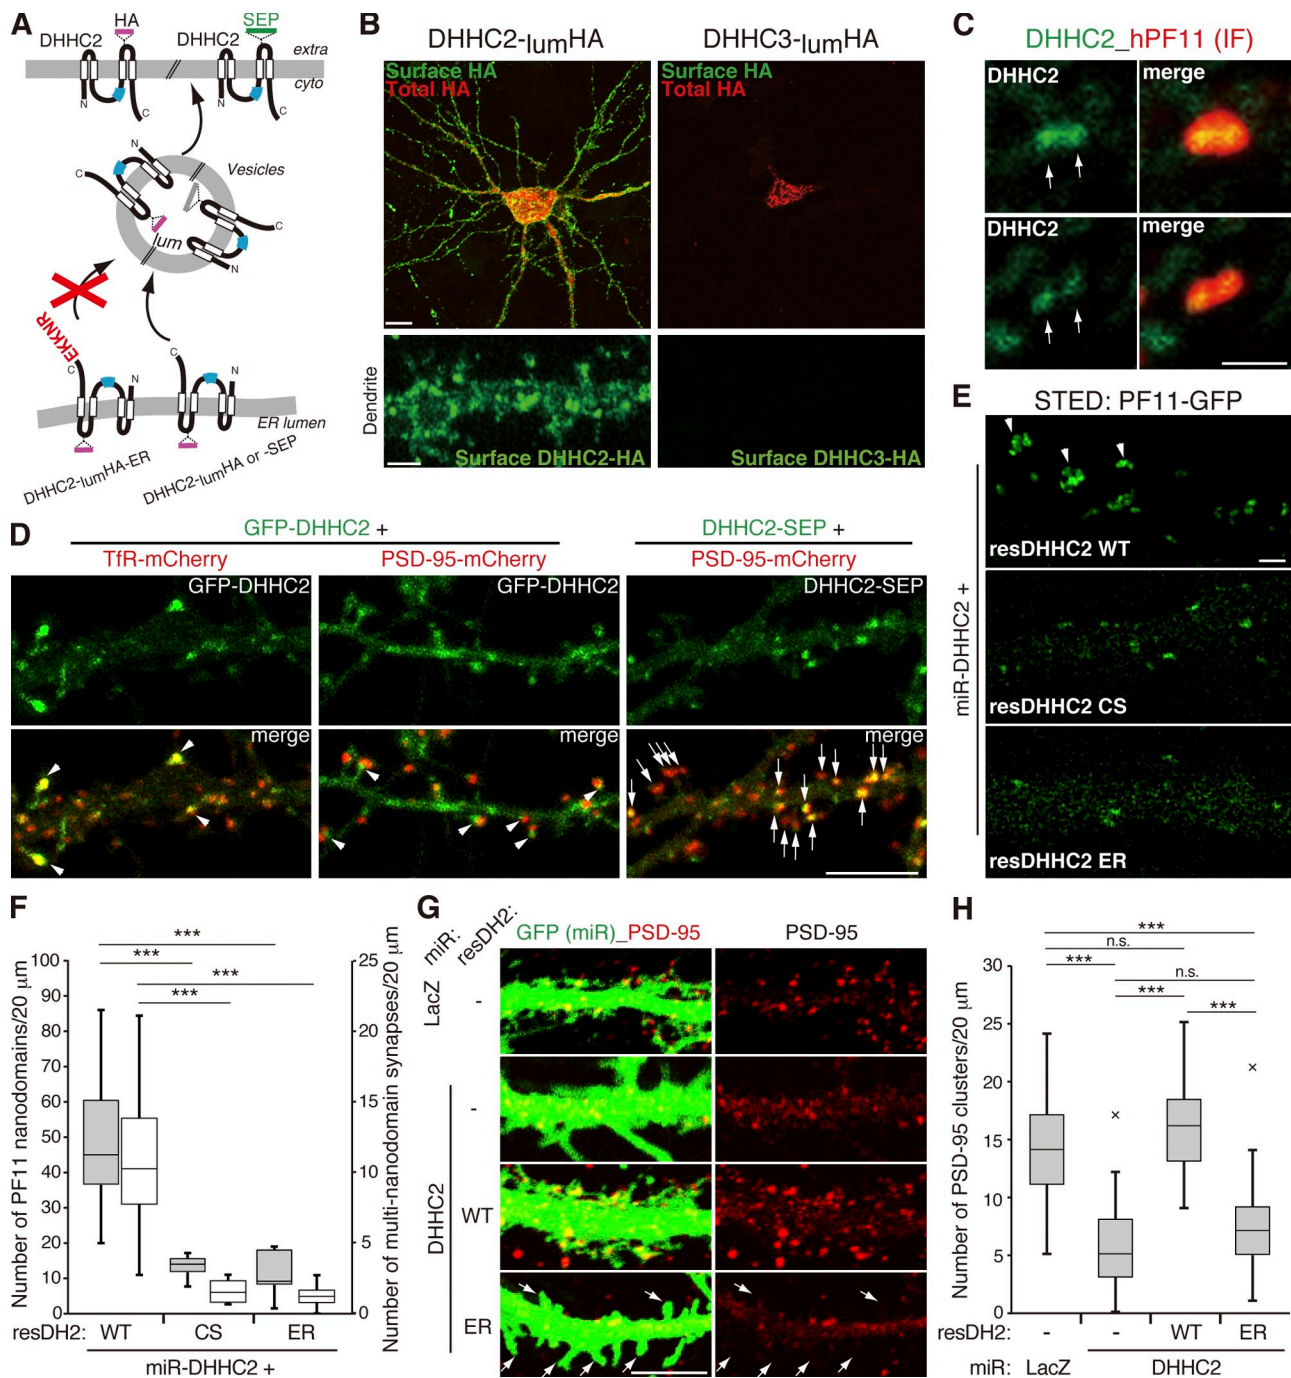 A
HA
SEP
DHHC2
DHHC2
extra
cyto
N
C
N
C
Vesicles
N
C
C
N
lum
EKKNR
C
N
C
N
ER lumen
DHHC2-lumHA-ER
DHHC2-lumHA or -SEP
B
DHHC2-lumHA
DHHC3-lumHA
Surface HA
Total HA
Surface HA
Total HA
Dendrite
Surface DHHC2-HA
Surface DHHC3-HA
C
DHHC2_hPF11 (IF)
DHHC2
merge
DHHC2
merge
D
GFP-DHHC2 +
DHHC2-SEP +
TfR-mCherry
PSD-95-mCherry
PSD-95-mCherry
GFP-DHHC2
GFP-DHHC2
DHHC2-SEP
merge
merge
merge
E
STED: PF11-GFP
miR-DHHC2 +
resDHHC2 WT
resDHHC2 CS
resDHHC2 ER
F
Number of PF11 nanodomains/20 μm
100
90
80
70
60
50
40
30
20
10
0
***
***
***
***
25
20
15
10
5
0
Number of multi-nanodomain synapses/20 μm
resDH2:
WT
CS
ER
miR-DHHC2 +
G
miR:
resDH2:
GFP (miR)_PSD-95
PSD-95
LacZ
-
DHHC2
-
WT
ER
H
Number of PSD-95 clusters/20 μm
30
25
20
15
10
5
0
***
n.s.
***
n.s.
***
***
×
×
resDH2:
-
-
WT
ER
miR:
LacZ
DHHC2